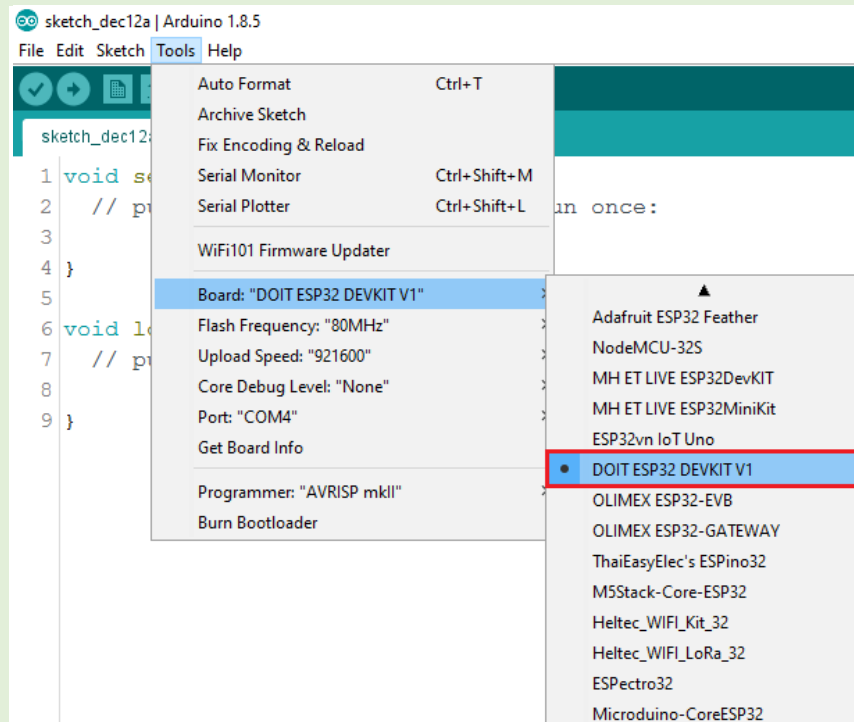 sketch_dec12a | Arduino 1.8.5
File Edit Sketch Tools Help
sketch_dec12a
Auto Format Ctrl+T
Archive Sketch
Fix Encoding & Reload
Serial Monitor Ctrl+Shift+M
Serial Plotter Ctrl+Shift+L
WiFi101 Firmware Updater
Board: "DOIT ESP32 DEVKIT V1"
Flash Frequency: "80MHz"
Upload Speed: "921600"
Core Debug Level: "None"
Port: "COM4"
Get Board Info
Programmer: "AVRISP mkII"
Burn Bootloader
1 void se
2 // pu un once:
3
4 }
5
6 void lo
7 // pu
8
9 }
Adafruit ESP32 Feather
NodeMCU-32S
MH ET LIVE ESP32DevKIT
MH ET LIVE ESP32MiniKit
ESP32vn IoT Uno
DOIT ESP32 DEVKIT V1
OLIMEX ESP32-EVB
OLIMEX ESP32-GATEWAY
ThaiEasyElec's ESPino32
M5Stack-Core-ESP32
Heltec_WIFI_Kit_32
Heltec_WIFI_LoRa_32
ESPectro32
Microduino-CoreESP32